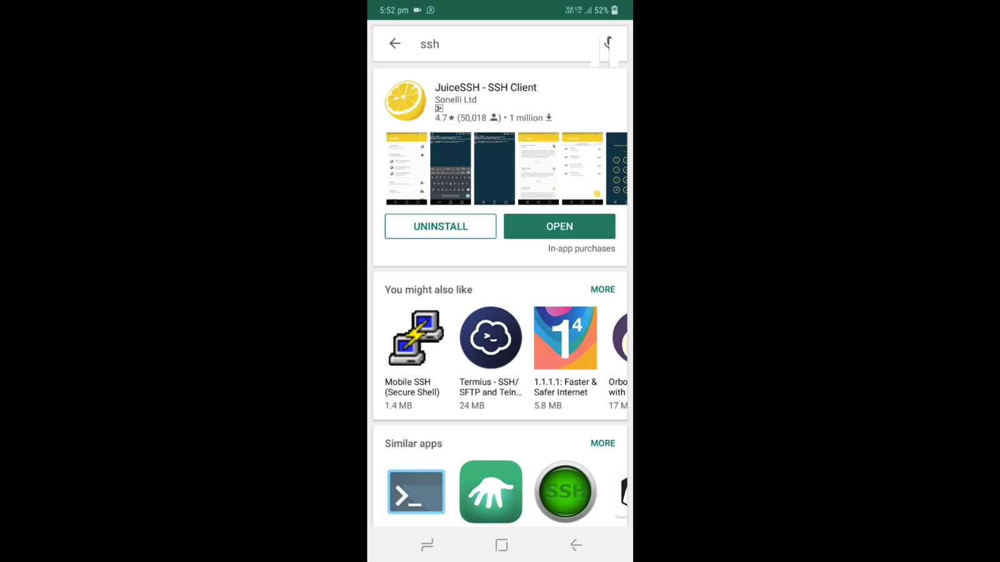 5:52 pm
52%
ssh
JuiceSSH - SSH Client
Sonelli Ltd
3+
4.7★ (50,018 ) • 1 million
UNINSTALL
OPEN
In-app purchases
You might also like
MORE
1⁴
Mobile SSH
(Secure Shell)
1.4 MB
Termius - SSH/
SFTP and Teln...
24 MB
1.1.1.1: Faster &
Safer Internet
5.8 MB
Orbo
with
17 M
Similar apps
MORE
SSH